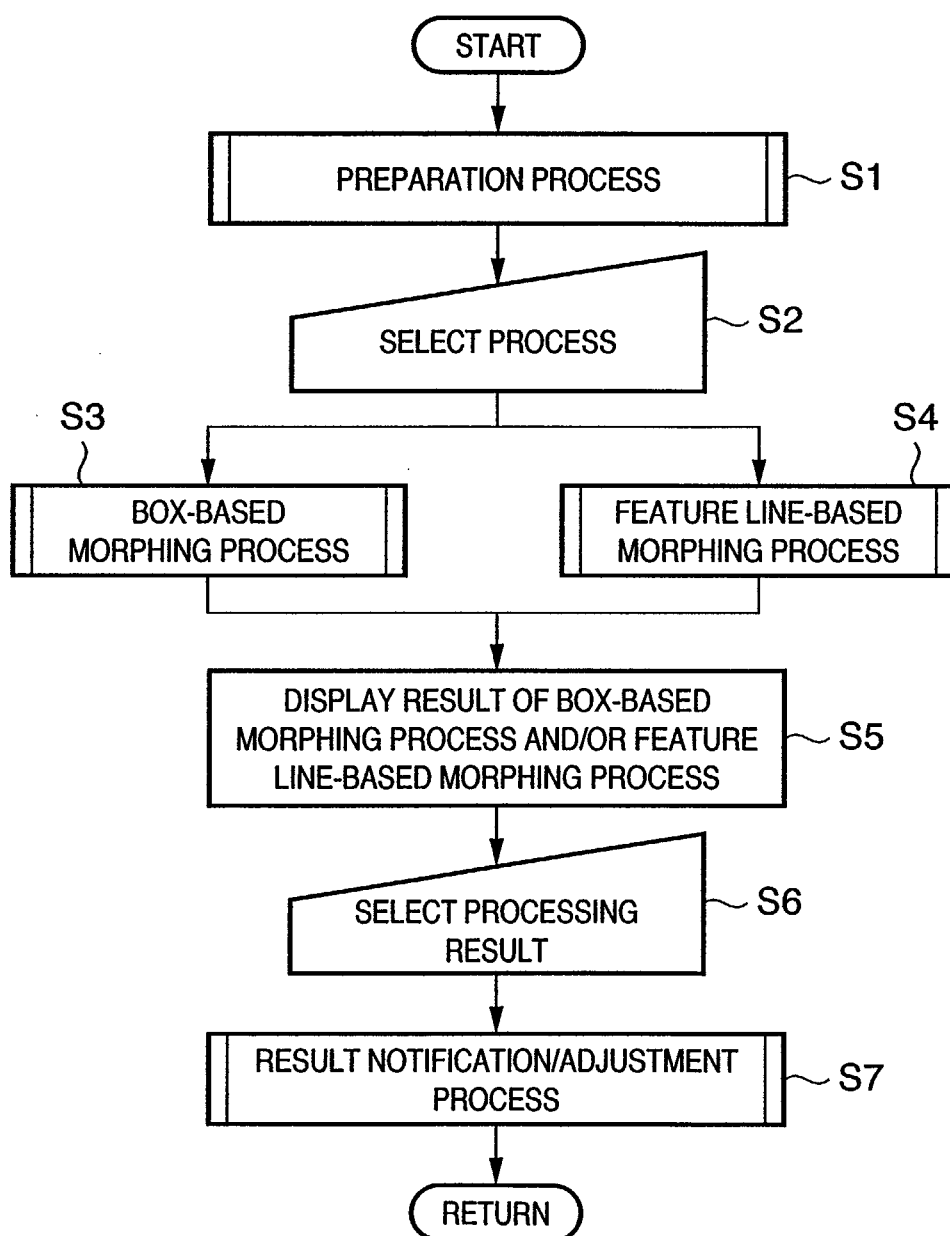 START
PREPARATION PROCESS
S1
SELECT PROCESS
S2
S3
S4
BOX-BASED
MORPHING PROCESS
FEATURE LINE-BASED
MORPHING PROCESS
DISPLAY RESULT OF BOX-BASED
MORPHING PROCESS AND/OR FEATURE
LINE-BASED MORPHING PROCESS
S5
SELECT PROCESSING
RESULT
S6
RESULT NOTIFICATION/ADJUSTMENT
PROCESS
S7
RETURN